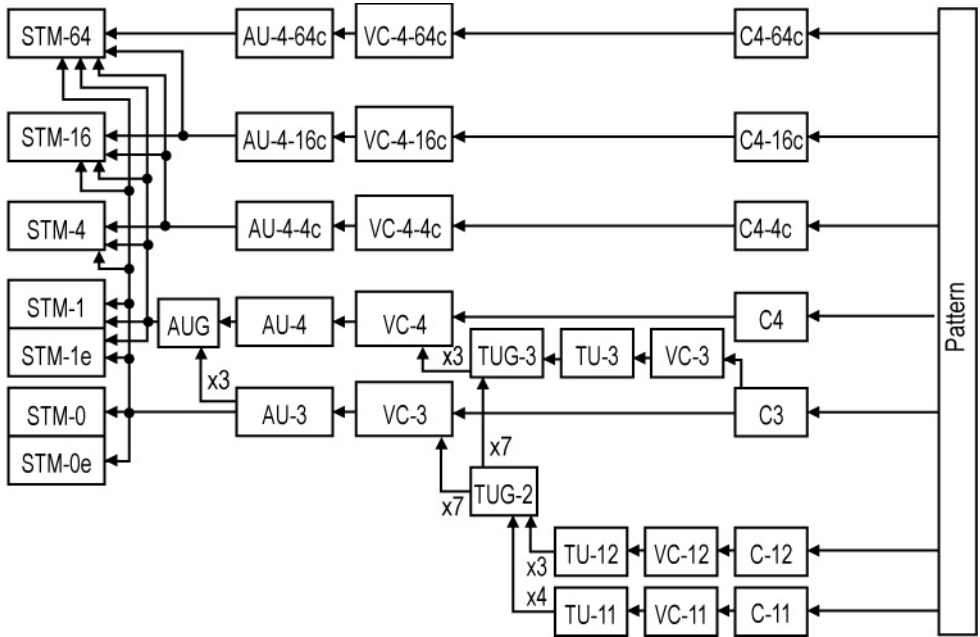 STM-64
AU-4-64c
VC-4-64c
C4-64c
STM-16
AU-4-16c
VC-4-16c
C4-16c
STM-4
AU-4-4c
VC-4-4c
C4-4c
STM-1
AUG
AU-4
VC-4
C4
STM-1e
x3
TUG-3
TU-3
VC-3
x3
STM-0
AU-3
VC-3
C3
STM-0e
x7
x7
TUG-2
x3
TU-12
VC-12
C-12
x4
TU-11
VC-11
C-11
Pattern